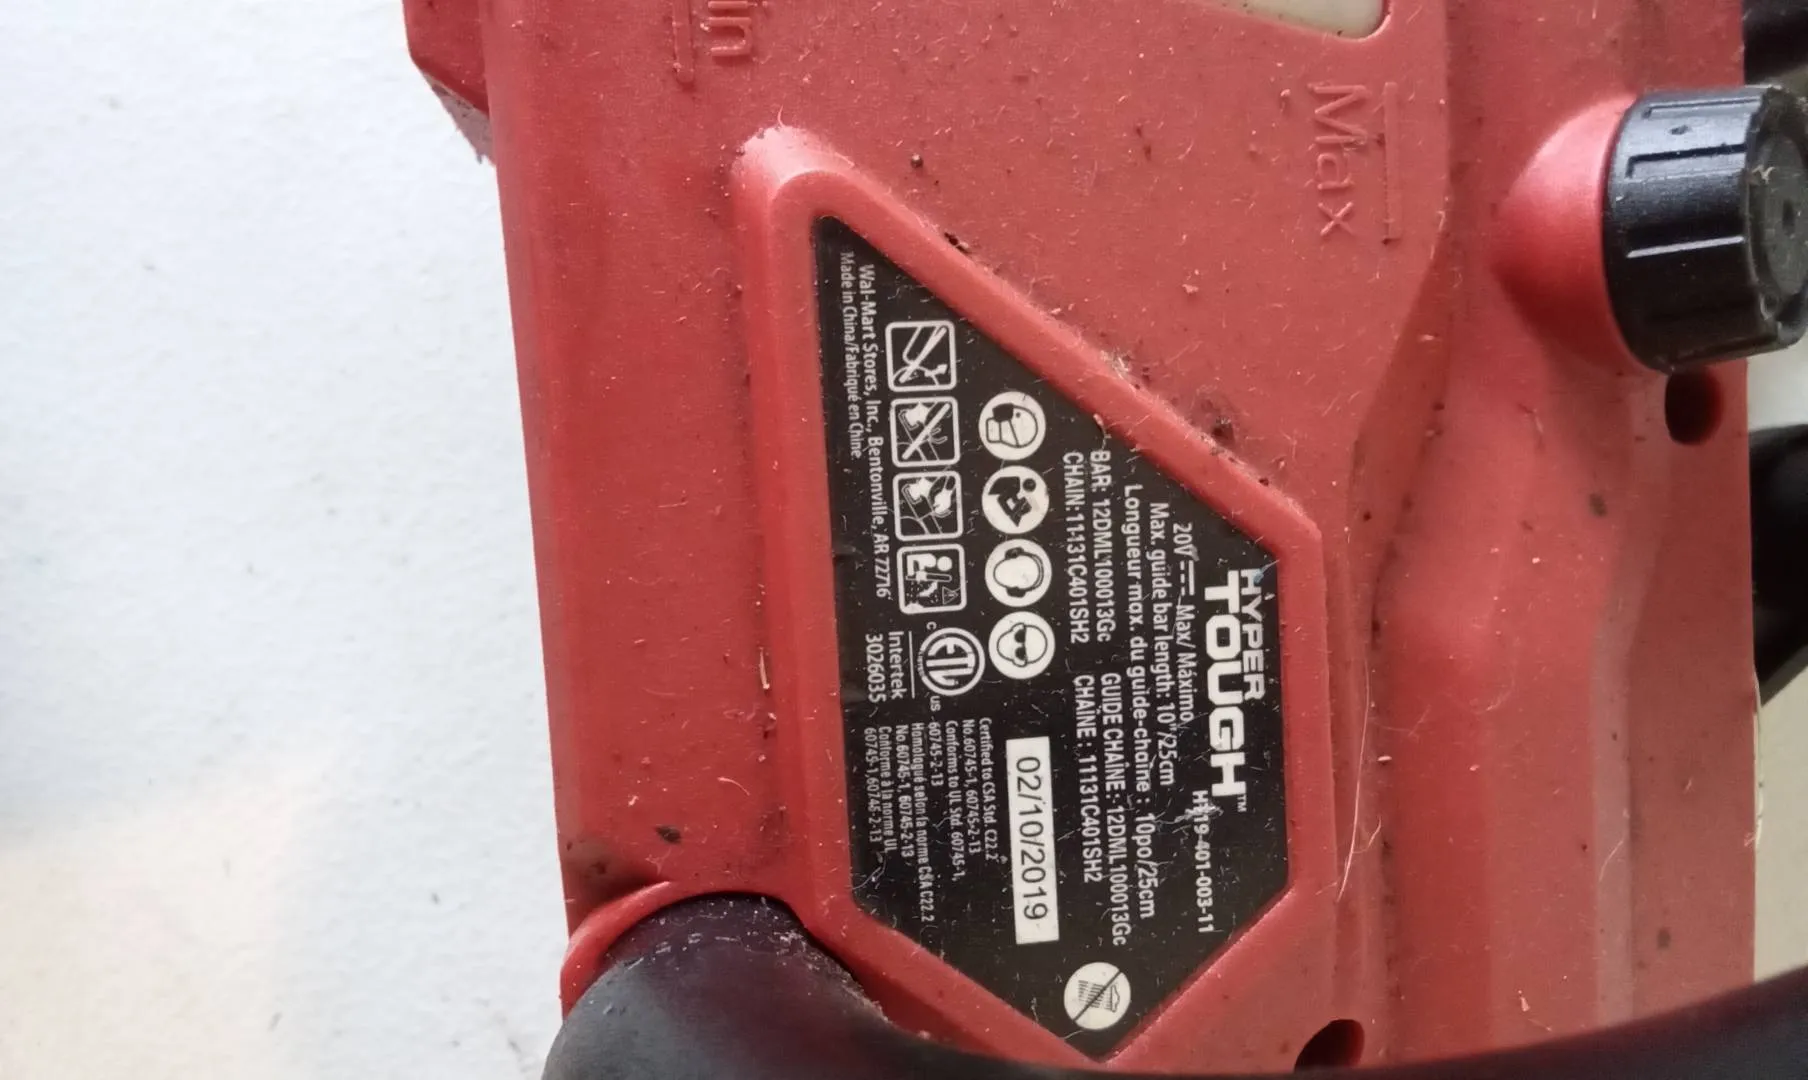 in
Max
HYPER
TOUGH™
HT19-401-003-11
20V Max/ Máximo
Max. guide bar length: 10"/25cm
Longueur max. du guide-chaîne : 10po/25cm
BAR: 12DML100013Gc GUIDE CHAÎNE: 12DML100013Gc
CHAIN:11131C401SH2 CHAÎNE : 11131C401SH2
02/10/2019
C ETL US
Intertek
3026035
Certified to CSA Std. C22.2
No.60745-1, 60745-2-13
Conforms to UL Std. 60745-1,
60745-2-13
Homologué selon la norme CSA C22.2
No.60745-1, 60745-2-13
Conforme à la norme UL
60745-1,60745-2-13
Wal-Mart Stores, Inc., Bentonville, AR 72716
Made in China/Fabriqué en Chine